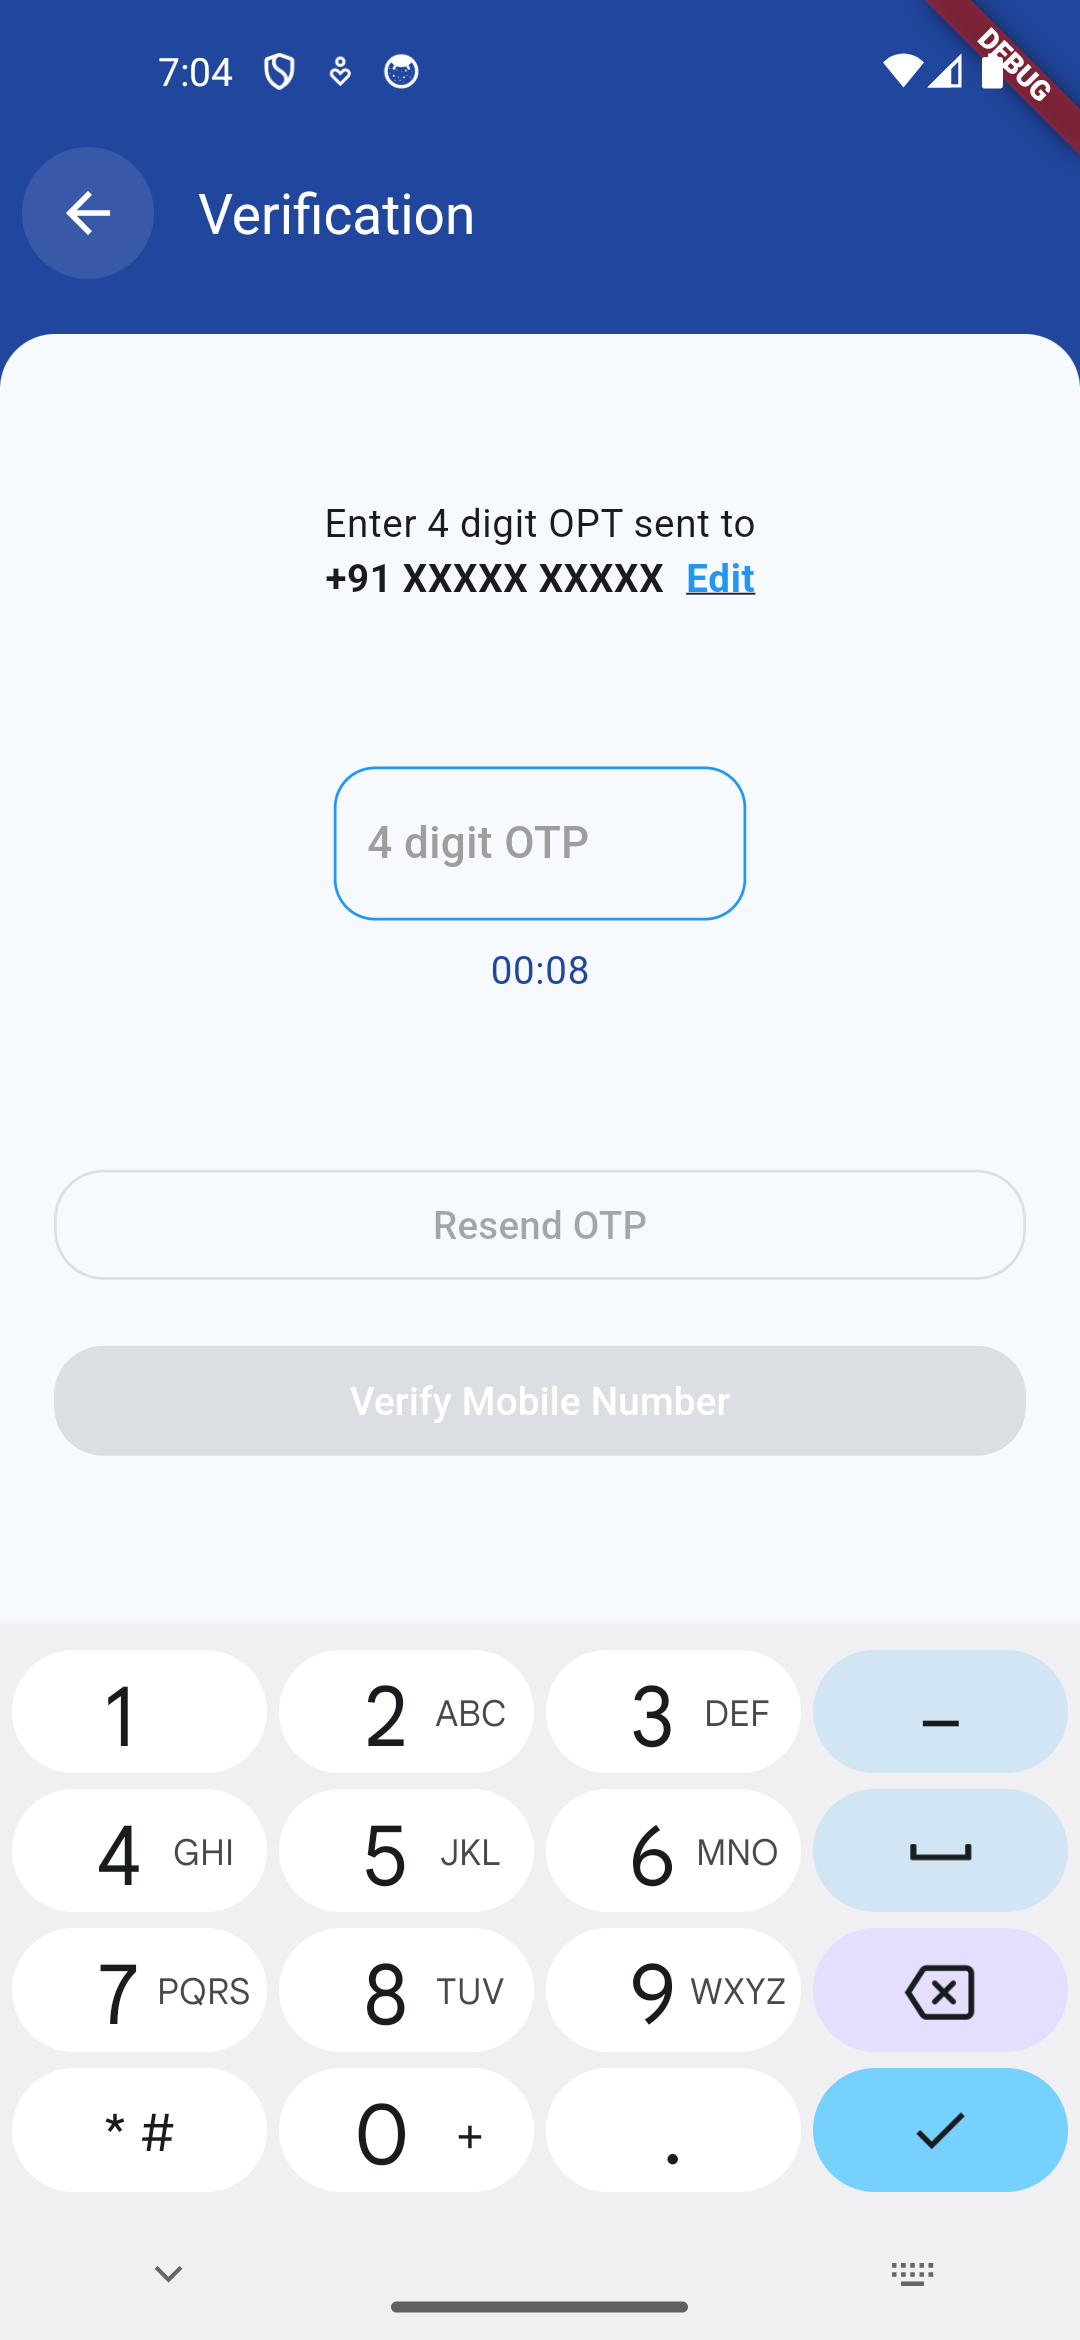 7:04
DEBUG
Verification
Enter 4 digit OPT sent to
+91 XXXXX XXXXX Edit
4 digit OTP
00:08
Resend OTP
Verify Mobile Number
1 2 ABC 3 DEF –
4 GHI 5 JKL 6 MNO
7 PQRS 8 TUV 9 WXYZ
* # 0 + .